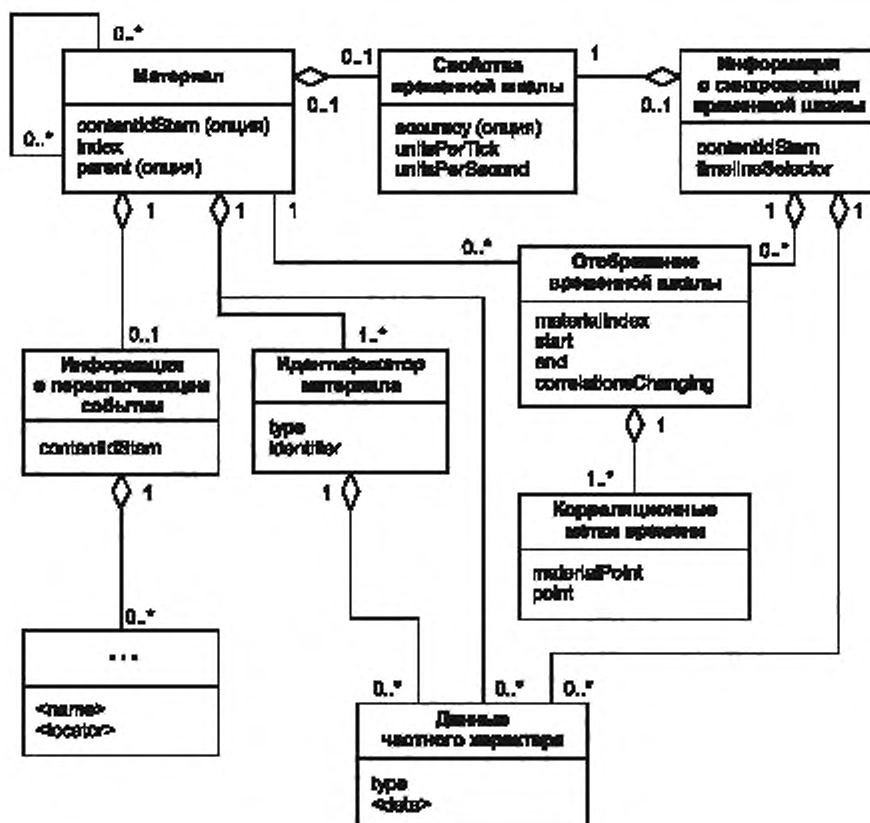 0..*
0..*
Материал
contentIdStem (опция)
index
parent (опция)
0..1
0..1
Свойства
временной шкалы
accuracy (опция)
unitsPerTick
unitsPerSecond
1
0..1
Информация
о синхронизации
временной шкалы
contentIdStem
timelineSelector
1
1
1
0..*
1
1
0..*
Отображение
временной шкалы
materialIndex
start
end
correlationsChanging
0..1
Информация
о переключающем
событии
contentIdStem
1..*
Идентификатор
материала
type
identifier
1
1
1
1..*
Корреляционные
метки времени
materialPoint
point
0..*
...
<name>
<locator>
0..*
0..*
0..*
Данные
частного характера
type
<data>